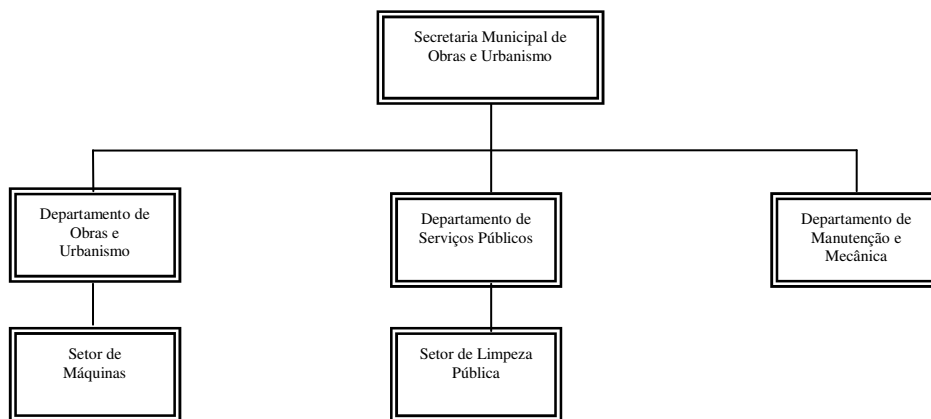 Secretaria Municipal de
Obras e Urbanismo
Departamento de
Obras e
Urbanismo
Departamento de
Serviços Públicos
Departamento de
Manutenção e
Mecânica
Setor de
Máquinas
Setor de Limpeza
Pública